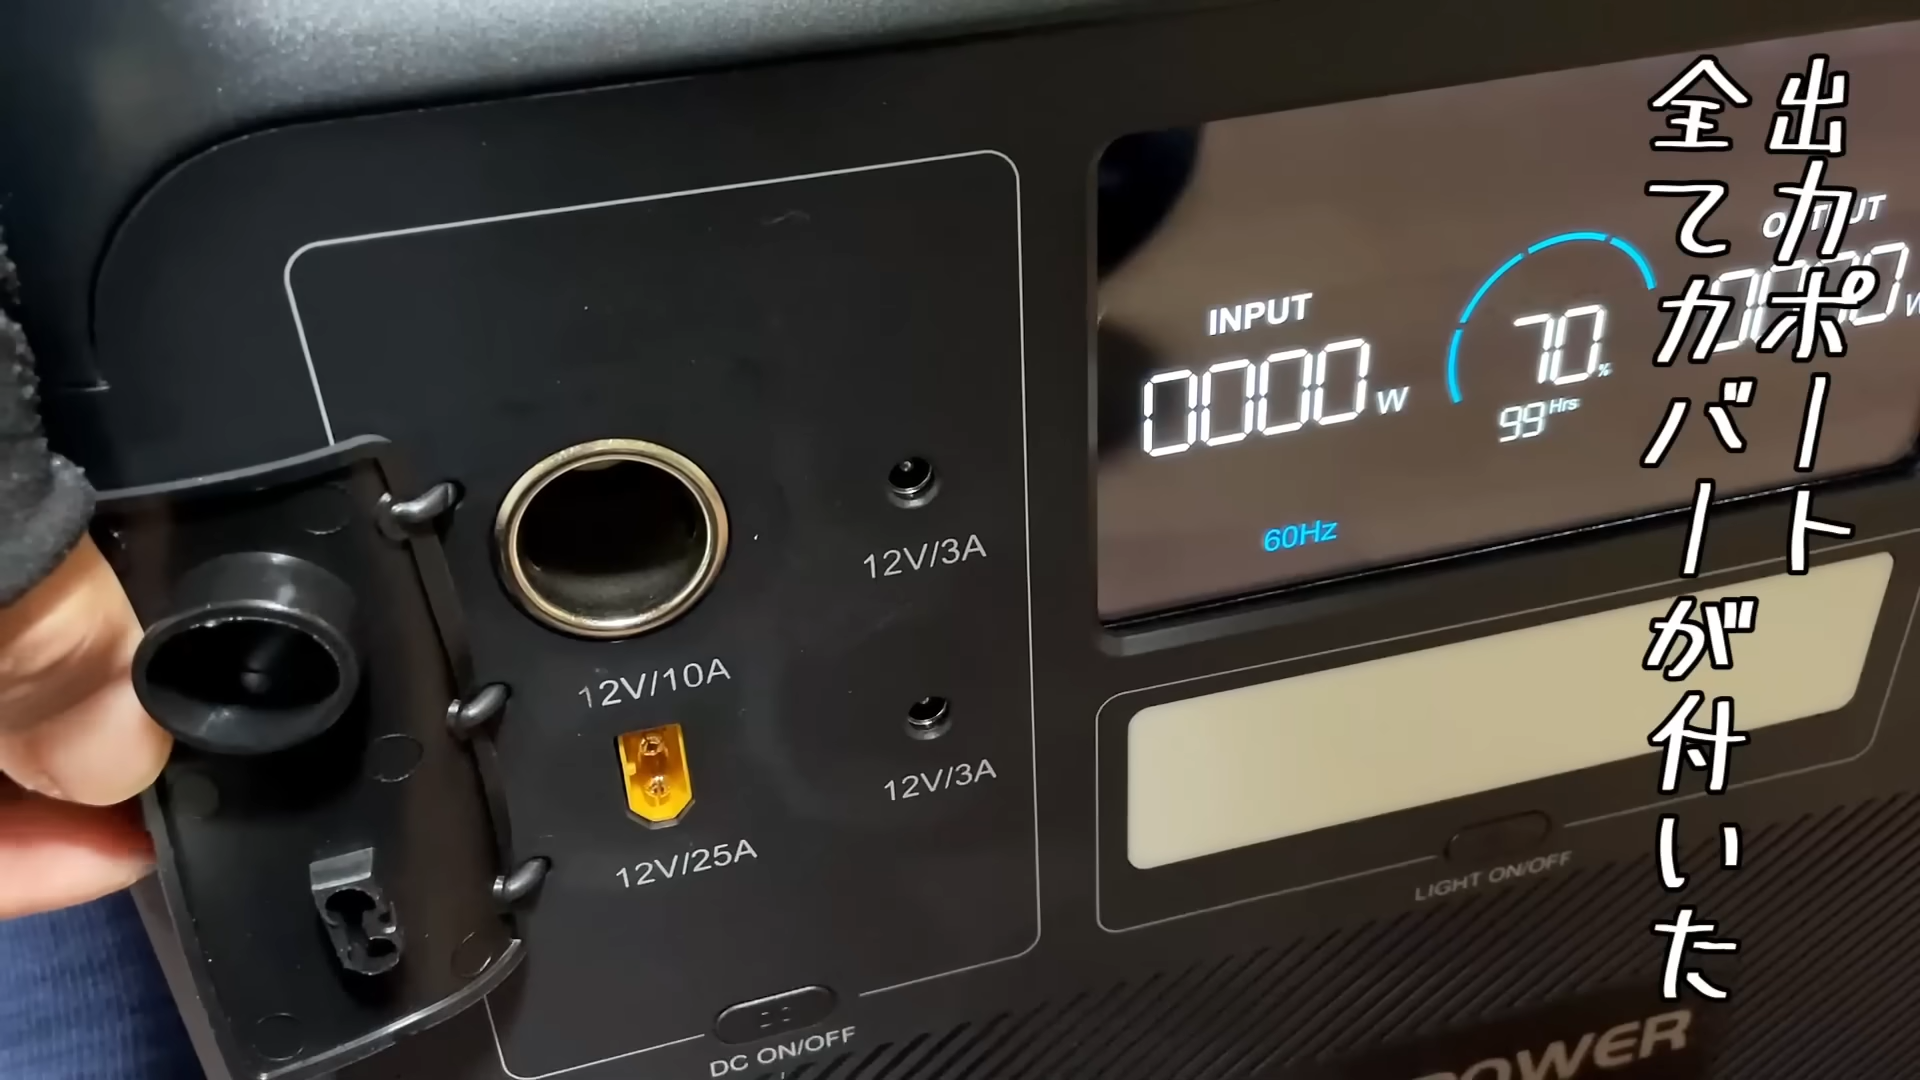 出力ポート
全てカバーが付いた
INPUT
0000 W
70 %
99 Hrs
60Hz
12V/3A
12V/10A
12V/3A
12V/25A
LIGHT ON/OFF
DC ON/OFF